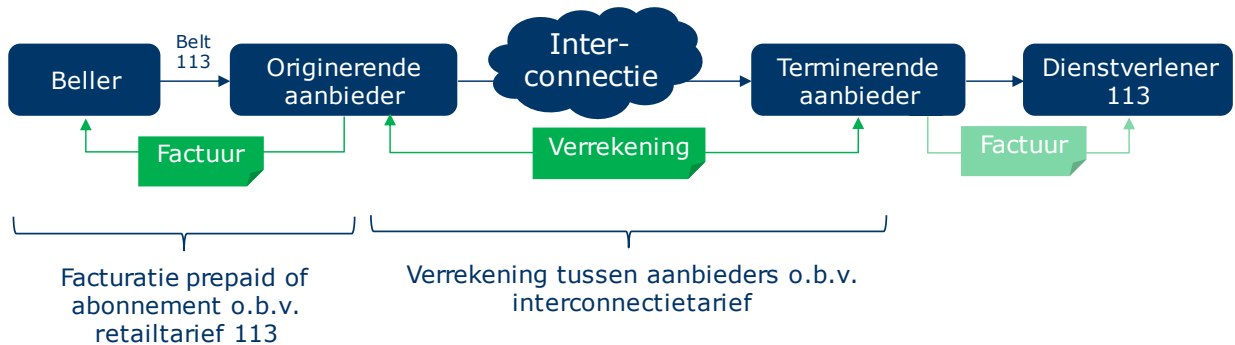 Beller
Belt
113
Originerende
aanbieder
Inter-
connectie
Terminerende
aanbieder
Dienstverlener
113
Factuur
Verrekening
Factuur
Facturatie prepaid of
abonnement o.b.v.
retailtarief 113
Verrekening tussen aanbieders o.b.v.
interconnectietarief